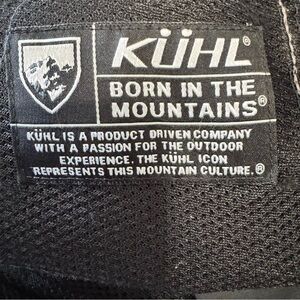 KÜHL®
BORN IN THE
MOUNTAINS®
KÜHL IS A PRODUCT DRIVEN COMPANY
WITH A PASSION FOR THE OUTDOOR
EXPERIENCE. THE KÜHL ICON
REPRESENTS THIS MOUNTAIN CULTURE.®